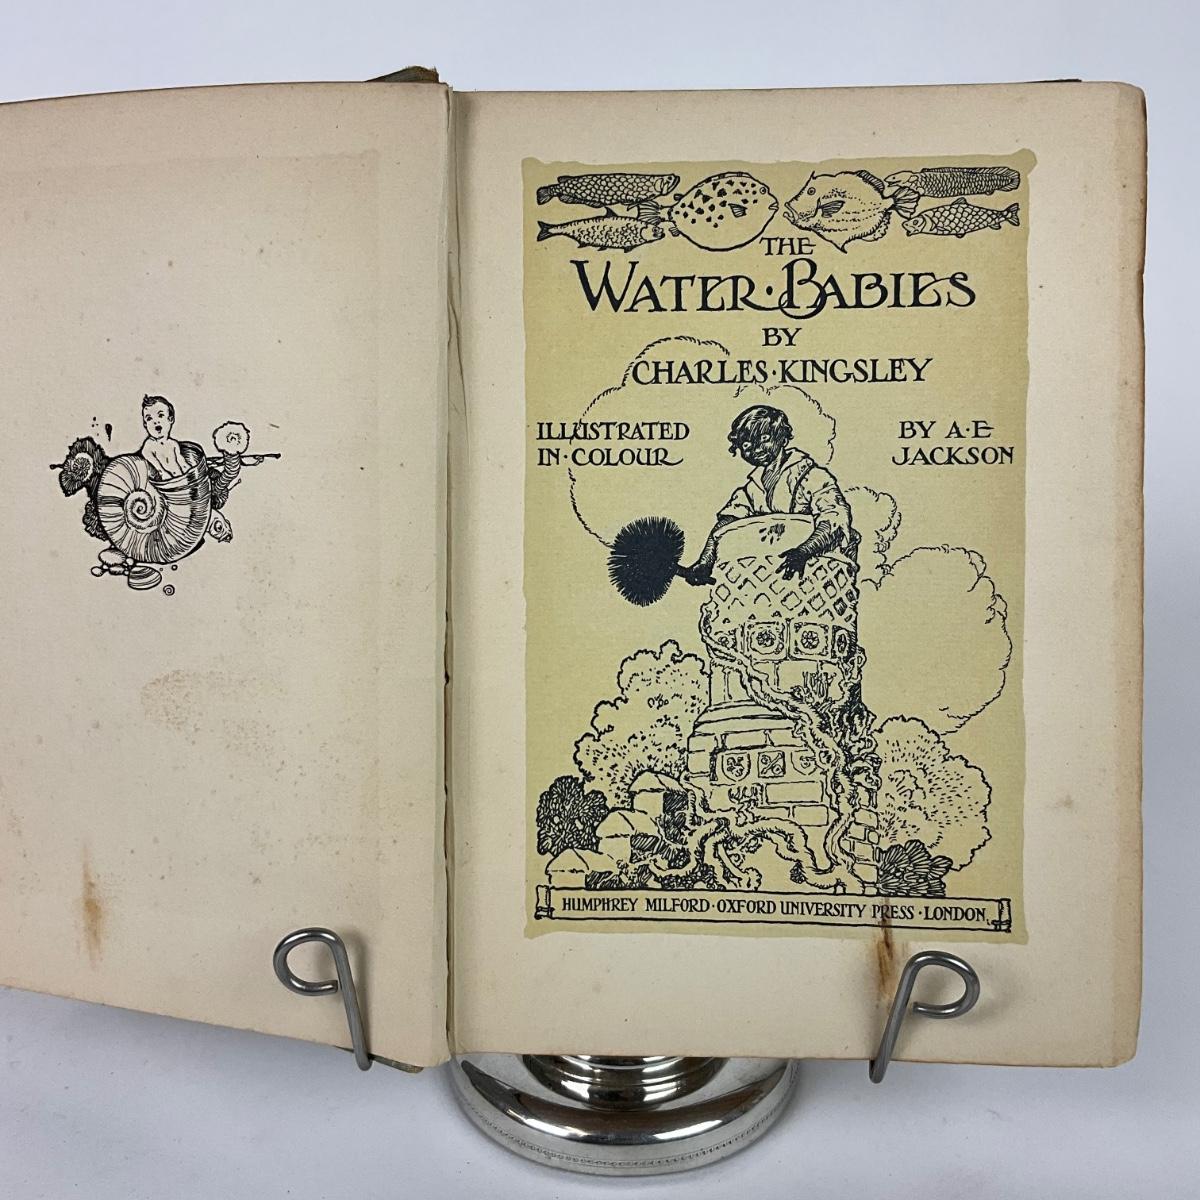 THE
WATER·BABIES
BY
CHARLES·KINGSLEY
ILLUSTRATED
IN·COLOUR
BY A·E
JACKSON
HUMPHREY MILFORD·OXFORD UNIVERSITY PRESS·LONDON.